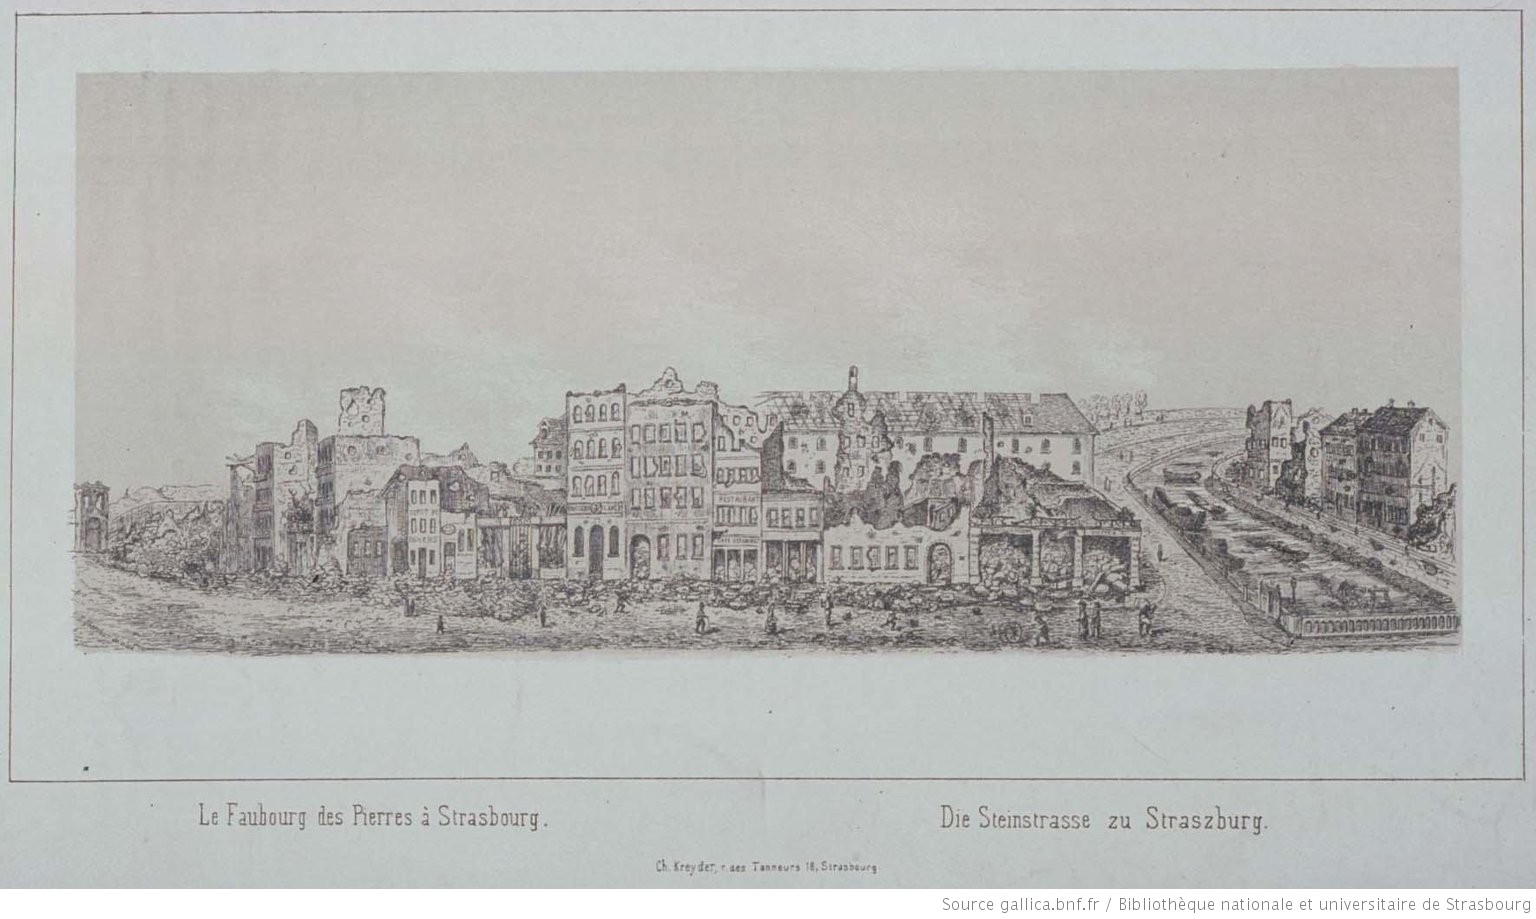 RESTAURANT
Le Faubourg des Pierres à Strasbourg.
Die Steinstrasse zu Straszburg.
Ch. Kreyder, r. des Tanneurs 18, Strasbourg.
Source gallica.bnf.fr / Bibliothèque nationale et universitaire de Strasbourg